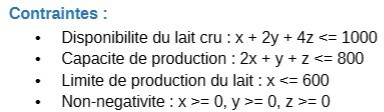 Contraintes :
• Disponibilite du lait cru : x + 2y + 4z <= 1000
• Capacite de production : 2x + y + z <= 800
• Limite de production du lait : x <= 600
• Non-negativite : x >= 0, y >= 0, z >= 0